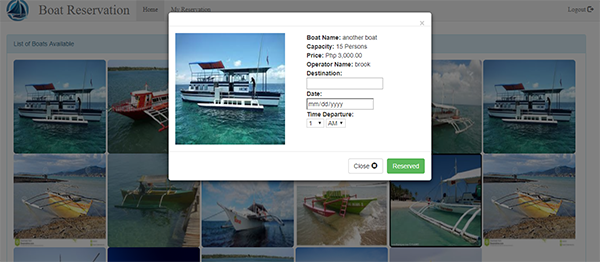 Boat Reservation
Home
My Reservation
Logout
×
List of Boats Available
Boat Name: another boat
Capacity: 15 Persons
Price: Php 3,000.00
Operator Name: brook
Destination:
Date:
mm/dd/yyyy
Time Departure:
1 AM
Close
Reserved